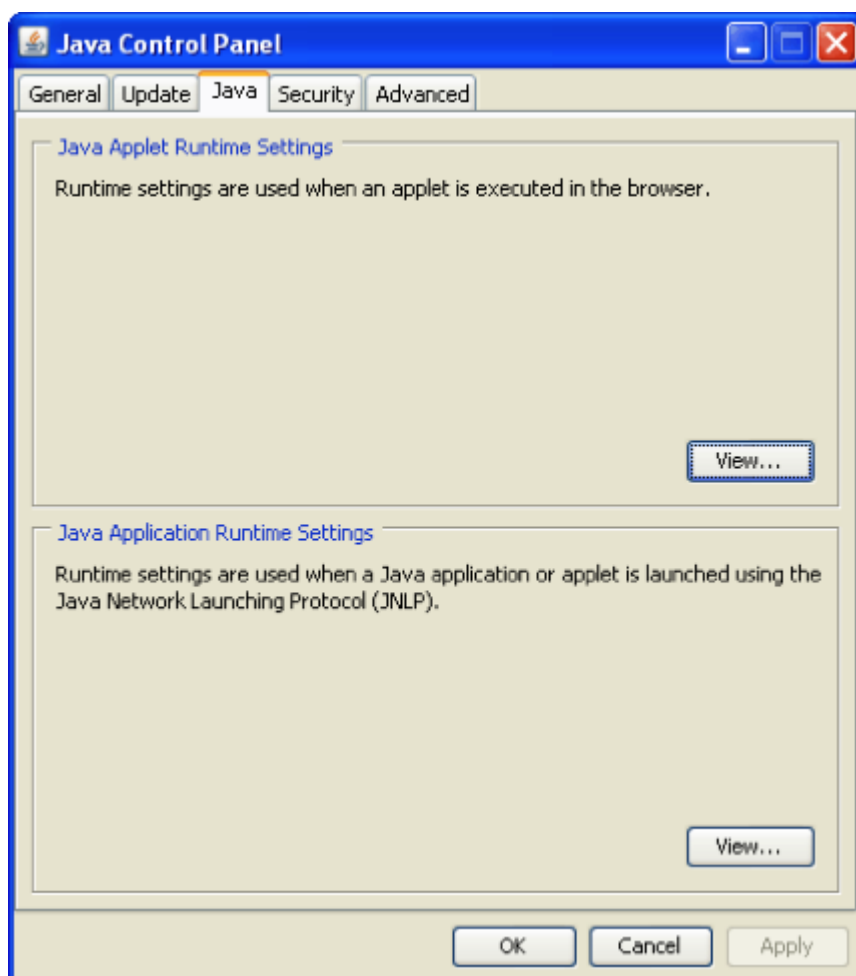 Java Control Panel
General Update Java Security Advanced
Java Applet Runtime Settings
Runtime settings are used when an applet is executed in the browser.
View...
Java Application Runtime Settings
Runtime settings are used when a Java application or applet is launched using the
Java Network Launching Protocol (JNLP).
View...
OK Cancel Apply